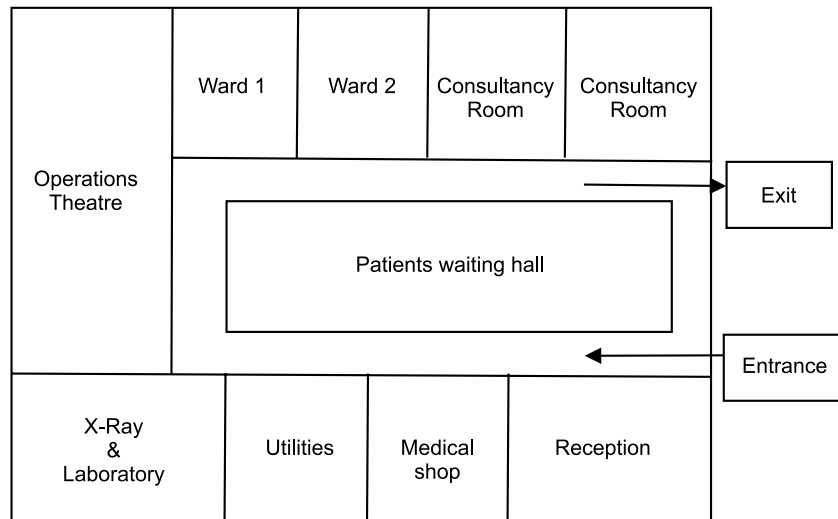 Ward 1
Ward 2
Consultancy
Room
Consultancy
Room
Operations
Theatre
Exit
Patients waiting hall
Entrance
X-Ray
&
Laboratory
Utilities
Medical
shop
Reception